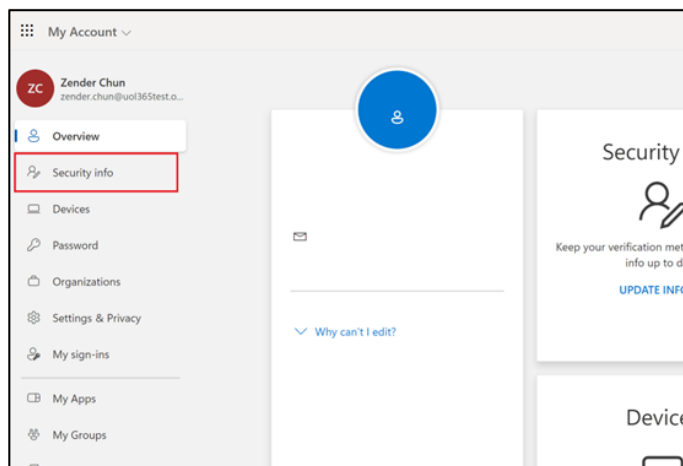 My Account
ZC
Zender Chun
zender.chun@uol365test.o...
Overview
Security info
Devices
Password
Organizations
Settings & Privacy
My sign-ins
My Apps
My Groups
Why can't I edit?
Security
Keep your verification met
info up to d
UPDATE INFO
Device